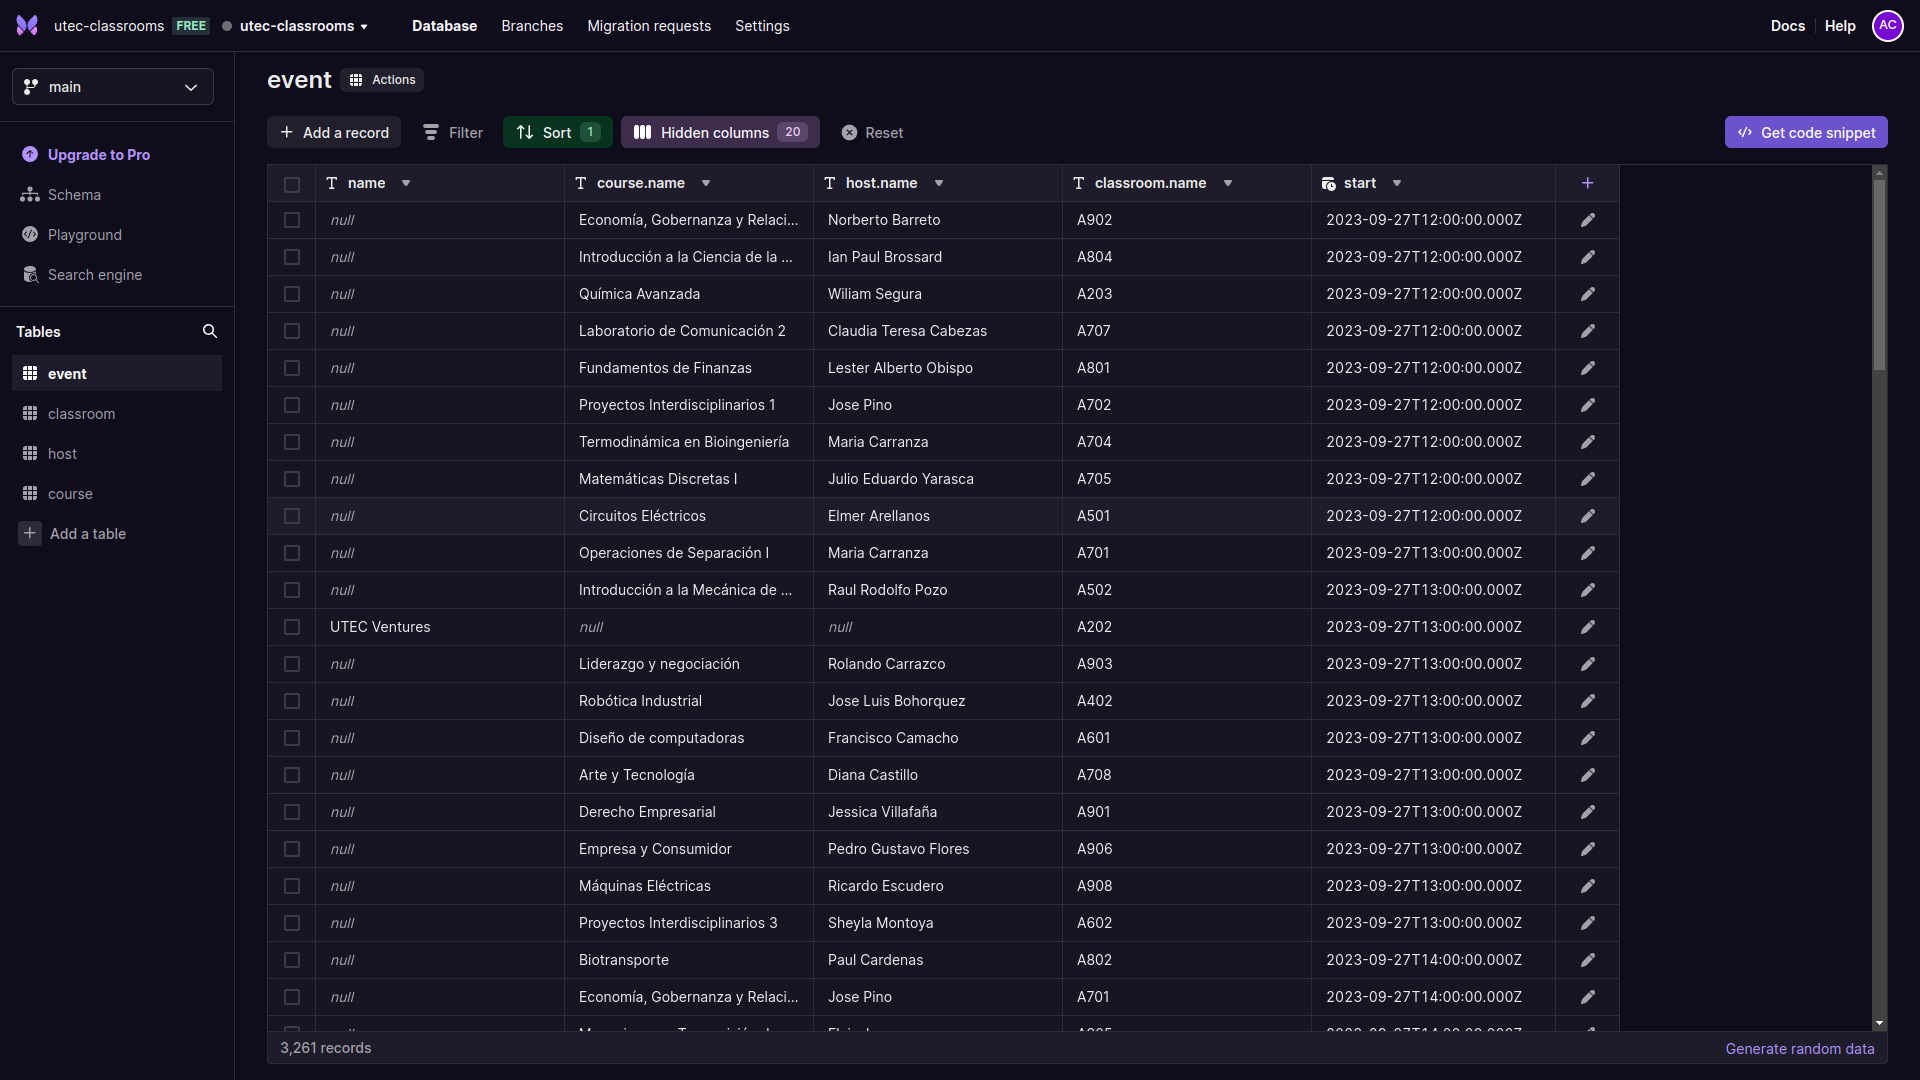 utec-classrooms FREE utec-classrooms Database Branches Migration requests Settings Docs Help AC
main
Upgrade to Pro
Schema
Playground
Search engine
Tables
event
classroom
host
course
Add a table
event Actions
Add a record Filter Sort 1 Hidden columns 20 Reset Get code snippet
name course.name host.name classroom.name start
null Economía, Gobernanza y Relaci... Norberto Barreto A902 2023-09-27T12:00:00.000Z
null Introducción a la Ciencia de la ... Ian Paul Brossard A804 2023-09-27T12:00:00.000Z
null Química Avanzada Wiliam Segura A203 2023-09-27T12:00:00.000Z
null Laboratorio de Comunicación 2 Claudia Teresa Cabezas A707 2023-09-27T12:00:00.000Z
null Fundamentos de Finanzas Lester Alberto Obispo A801 2023-09-27T12:00:00.000Z
null Proyectos Interdisciplinarios 1 Jose Pino A702 2023-09-27T12:00:00.000Z
null Termodinámica en Bioingeniería Maria Carranza A704 2023-09-27T12:00:00.000Z
null Matemáticas Discretas I Julio Eduardo Yarasca A705 2023-09-27T12:00:00.000Z
null Circuitos Eléctricos Elmer Arellanos A501 2023-09-27T12:00:00.000Z
null Operaciones de Separación I Maria Carranza A701 2023-09-27T13:00:00.000Z
null Introducción a la Mecánica de ... Raul Rodolfo Pozo A502 2023-09-27T13:00:00.000Z
UTEC Ventures null null A202 2023-09-27T13:00:00.000Z
null Liderazgo y negociación Rolando Carrazco A903 2023-09-27T13:00:00.000Z
null Robótica Industrial Jose Luis Bohorquez A402 2023-09-27T13:00:00.000Z
null Diseño de computadoras Francisco Camacho A601 2023-09-27T13:00:00.000Z
null Arte y Tecnología Diana Castillo A708 2023-09-27T13:00:00.000Z
null Derecho Empresarial Jessica Villafaña A901 2023-09-27T13:00:00.000Z
null Empresa y Consumidor Pedro Gustavo Flores A906 2023-09-27T13:00:00.000Z
null Máquinas Eléctricas Ricardo Escudero A908 2023-09-27T13:00:00.000Z
null Proyectos Interdisciplinarios 3 Sheyla Montoya A602 2023-09-27T13:00:00.000Z
null Biotransporte Paul Cardenas A802 2023-09-27T14:00:00.000Z
null Economía, Gobernanza y Relaci... Jose Pino A701 2023-09-27T14:00:00.000Z
3,261 records Generate random data